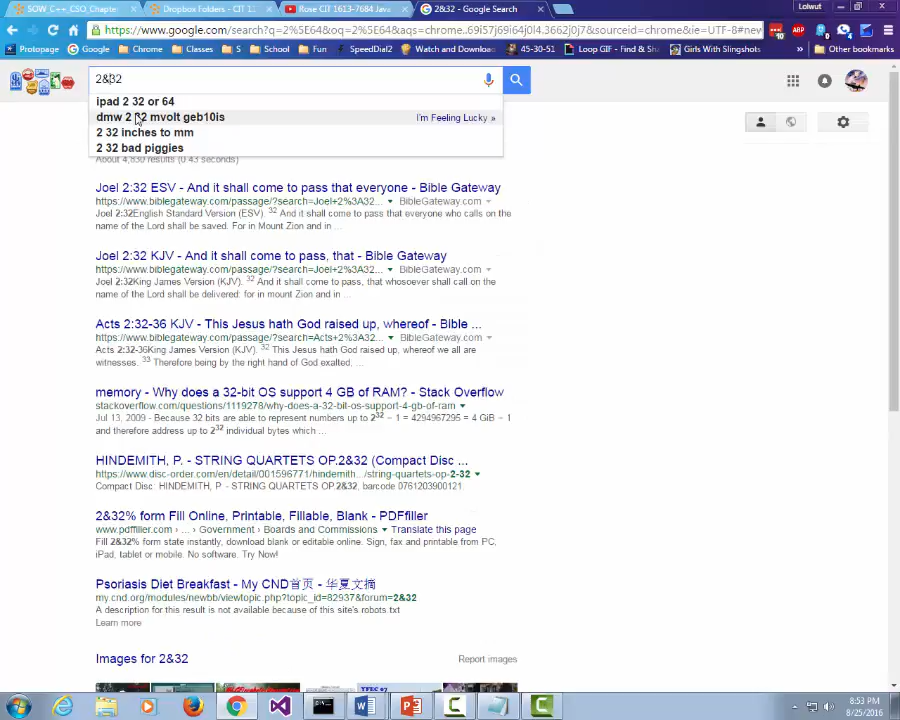 SOW_C++_CSO_Chapter
Dropbox Folders - CIT 1
Rose CIT 1613-7684 Java
2&32 - Google Search
Lolwut
https://www.google.com/search?q=2%5E64&oq=2%5E64&aqs=chrome..69i57j69i64j0l4.3662j0j7&sourceid=chrome&ie=UTF-8#new
Protopage
Google
Chrome
Classes
S
School
Fun
SpeedDial2
Watch and Downloa
45-30-51
Loop GIF - Find & Sha
Girls With Slingshots
»
Other bookmarks
2&32
ipad 2 32 or 64
dmw 2 32 mvolt geb10is
I'm Feeling Lucky »
2 32 inches to mm
2 32 bad piggies
About 4,830 results (0.43 seconds)
Joel 2:32 ESV - And it shall come to pass that everyone - Bible Gateway
https://www.biblegateway.com/passage/?search=Joel+2%3A32... BibleGateway.com
Joel 2:32English Standard Version (ESV). 32 And it shall come to pass that everyone who calls on the
name of the Lord shall be saved. For in Mount Zion and in ...
Joel 2:32 KJV - And it shall come to pass, that - Bible Gateway
https://www.biblegateway.com/passage/?search=Joel+2%3A32... BibleGateway.com
Joel 2:32King James Version (KJV). 32 And it shall come to pass, that whosoever shall call on the
name of the Lord shall be delivered: for in mount Zion and in ...
Acts 2:32-36 KJV - This Jesus hath God raised up, whereof - Bible ...
https://www.biblegateway.com/passage/?search=Acts+2%3A32... BibleGateway.com
Acts 2:32-36King James Version (KJV). 32 This Jesus hath God raised up, whereof we all are
witnesses. 33 Therefore being by the right hand of God exalted, ...
memory - Why does a 32-bit OS support 4 GB of RAM? - Stack Overflow
stackoverflow.com/questions/1119278/why-does-a-32-bit-os-support-4-gb-of-ram
Jul 13, 2009 - Because 32 bits are able to represent numbers up to 2^32 − 1 = 4294967295 = 4 GiB − 1
and therefore address up to 2^32 individual bytes which ...
HINDEMITH, P. - STRING QUARTETS OP.2&32 (Compact Disc ...
https://www.disc-order.com/en/detail/001596771/hindemith.../string-quartets-op-2-32
Compact Disc: HINDEMITH, P. - STRING QUARTETS OP.2&32, barcode 0761203900121
2&32% form Fill Online, Printable, Fillable, Blank - PDFfiller
www.pdffiller.com › ... › Government › Boards and Commissions Translate this page
Fill 2&32% form state instantly, download blank or editable online. Sign, fax and printable from PC,
iPad, tablet or mobile. No software. Try Now!
Psoriasis Diet Breakfast - My CND首页 - 华夏文摘
my.cnd.org/modules/newbb/viewtopic.php?topic_id=82937&forum=2&32
A description for this result is not available because of this site's robots.txt
Learn more
Images for 2&32
Report images
8:53 PM
8/25/2016